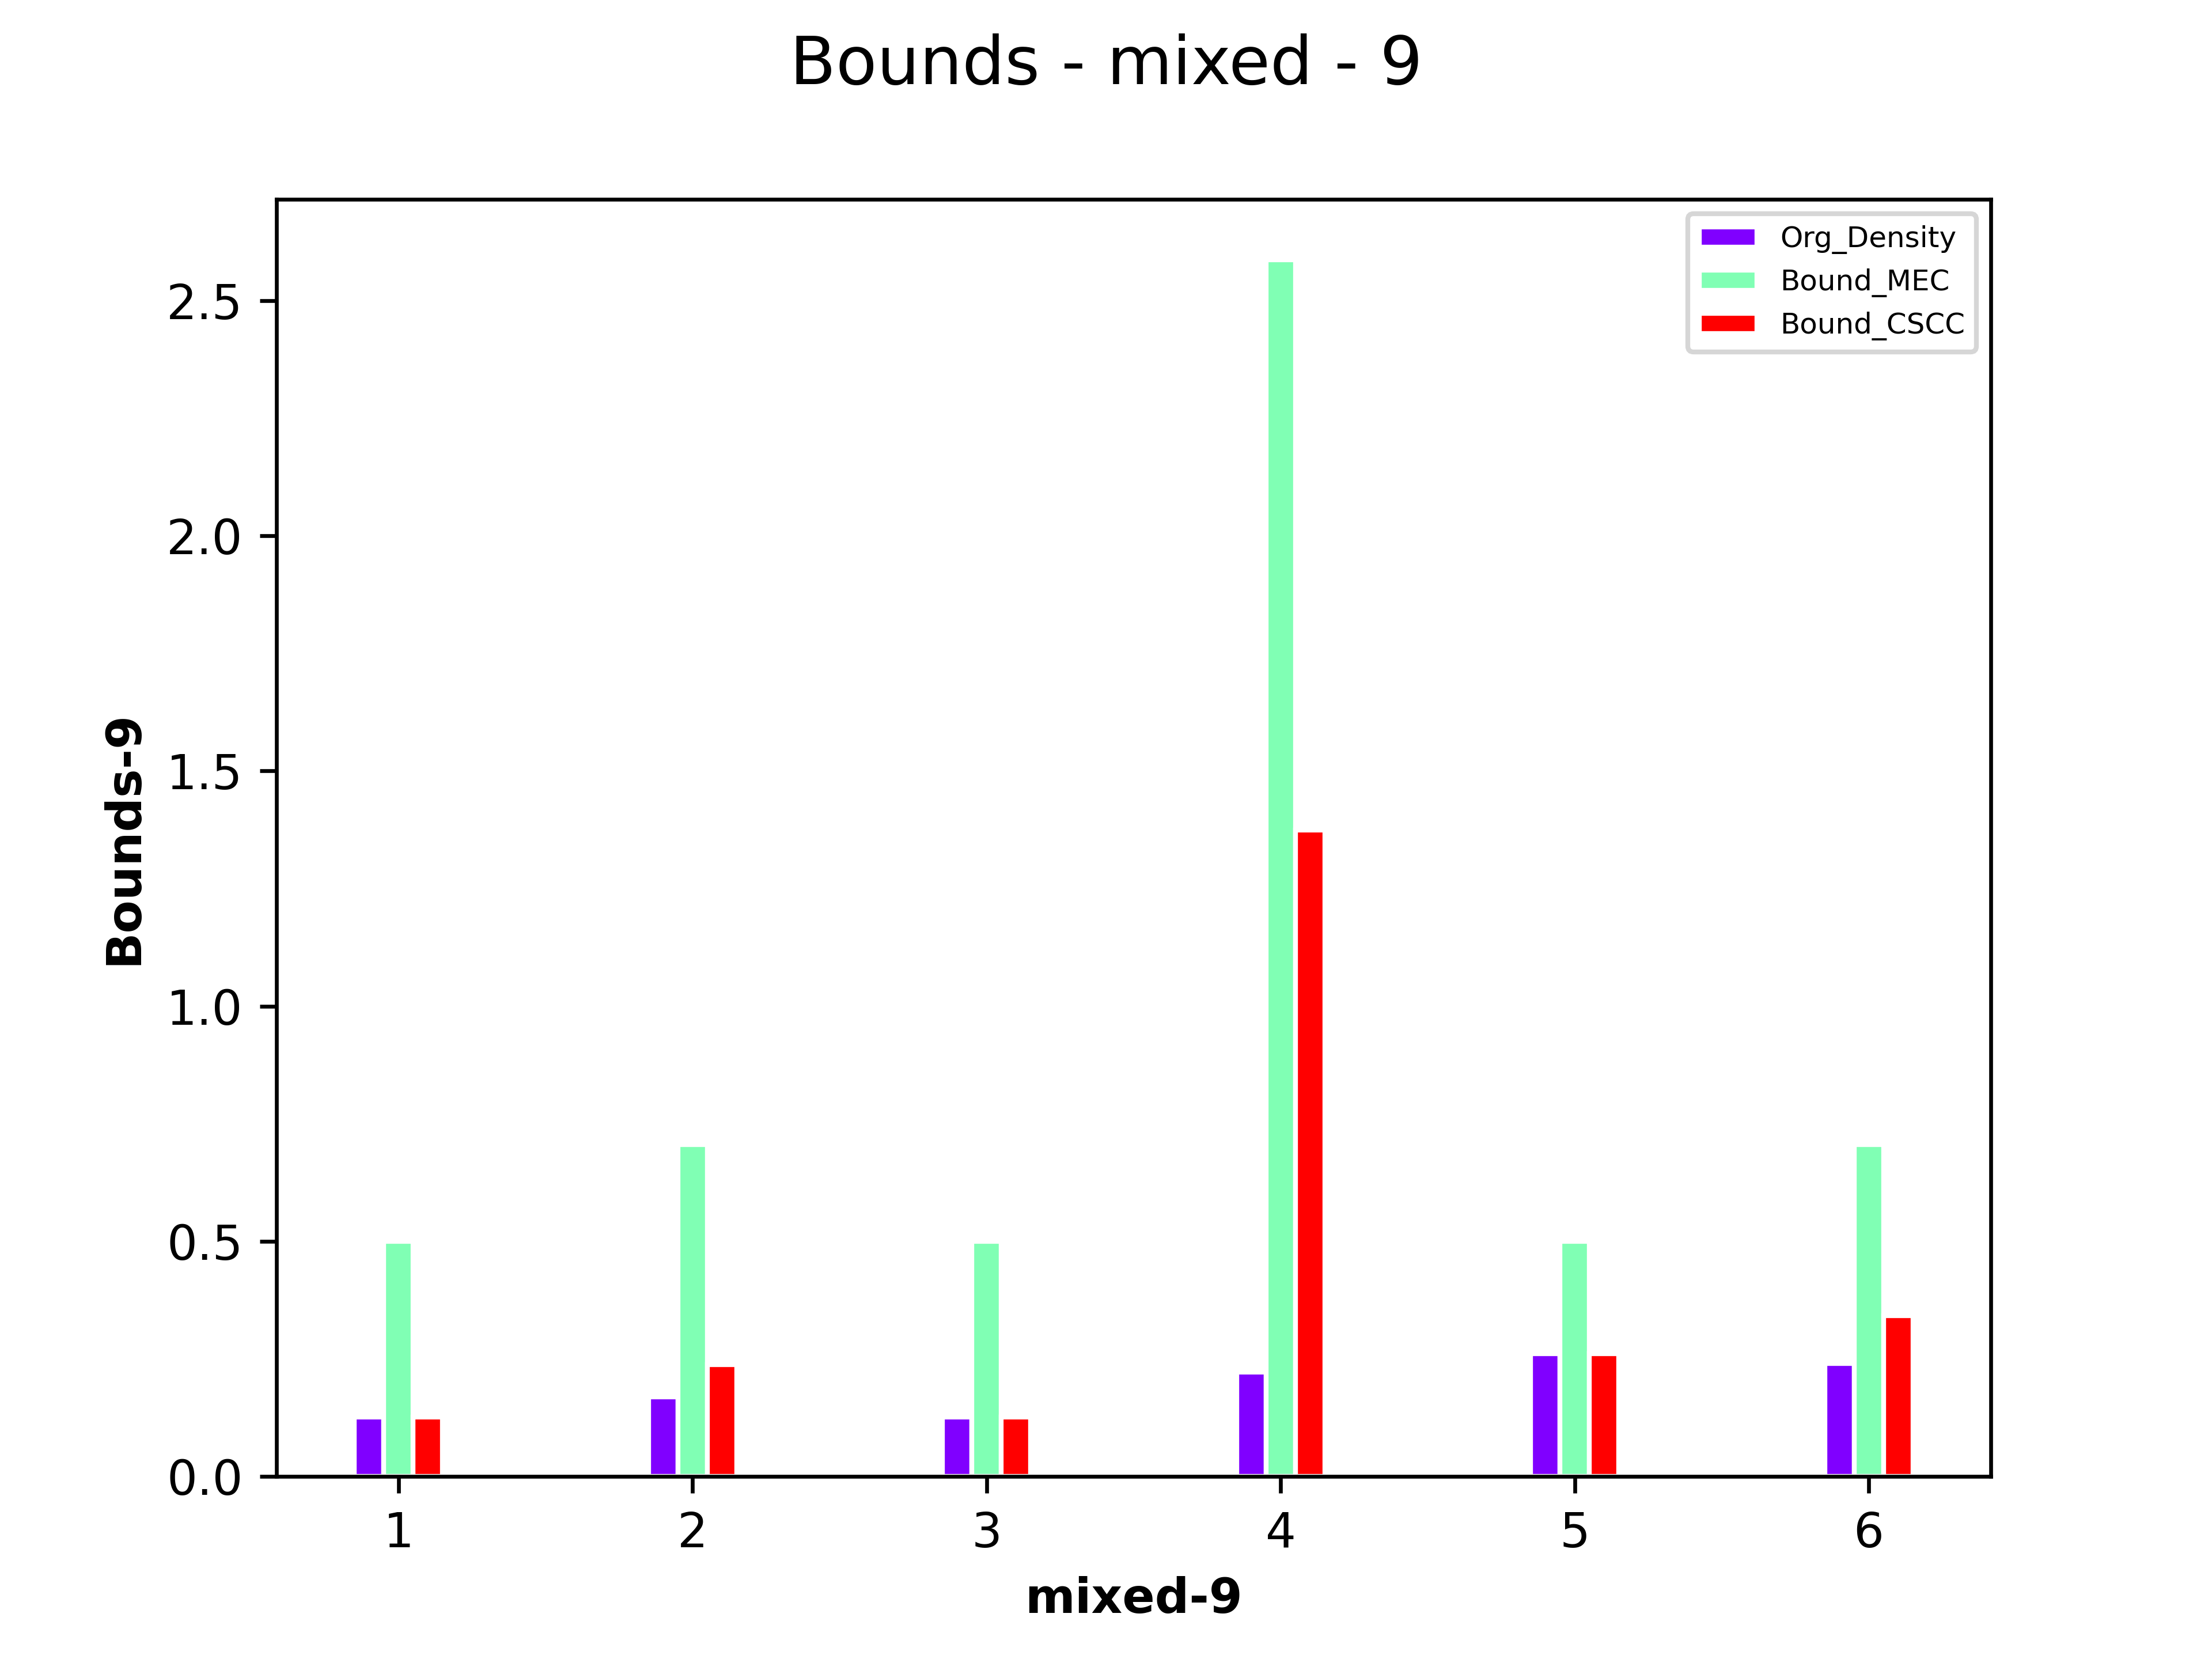 Bounds - mixed - 9
Org_Density
Bound_MEC
Bound_CSCC
2.5
2.0
1.5
1.0
0.5
0.0
Bounds-9
1 2 3 4 5 6
mixed-9